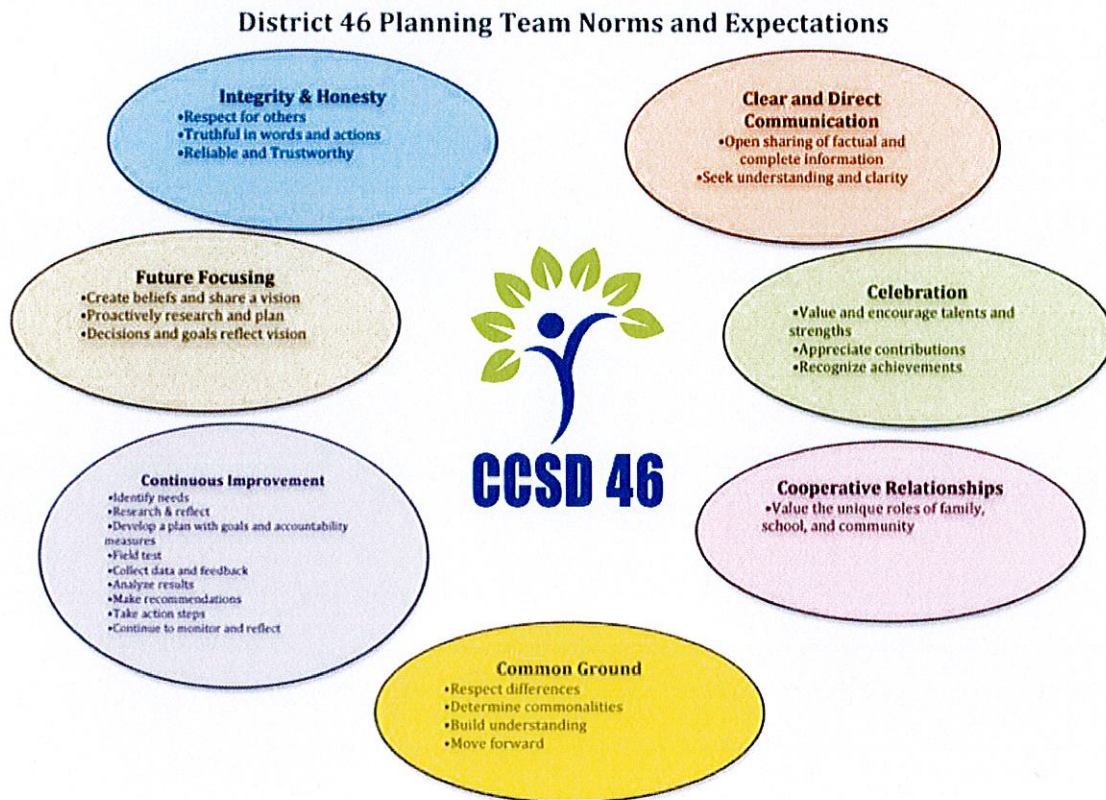 District 46 Planning Team Norms and Expectations
Integrity & Honesty
•Respect for others
•Truthful in words and actions
•Reliable and Trustworthy
Clear and Direct
Communication
•Open sharing of factual and
complete information
•Seek understanding and clarity
Future Focusing
•Create beliefs and share a vision
•Proactively research and plan
•Decisions and goals reflect vision
Celebration
•Value and encourage talents and
strengths
•Appreciate contributions
•Recognize achievements
Continuous Improvement
•Identify needs
•Research & reflect
•Develop a plan with goals and accountability
measures
•Field test
•Collect data and feedback
•Analyze results
•Make recommendations
•Take action steps
•Continue to monitor and reflect
CCSD 46
Cooperative Relationships
•Value the unique roles of family,
school, and community
Common Ground
•Respect differences
•Determine commonalities
•Build understanding
•Move forward